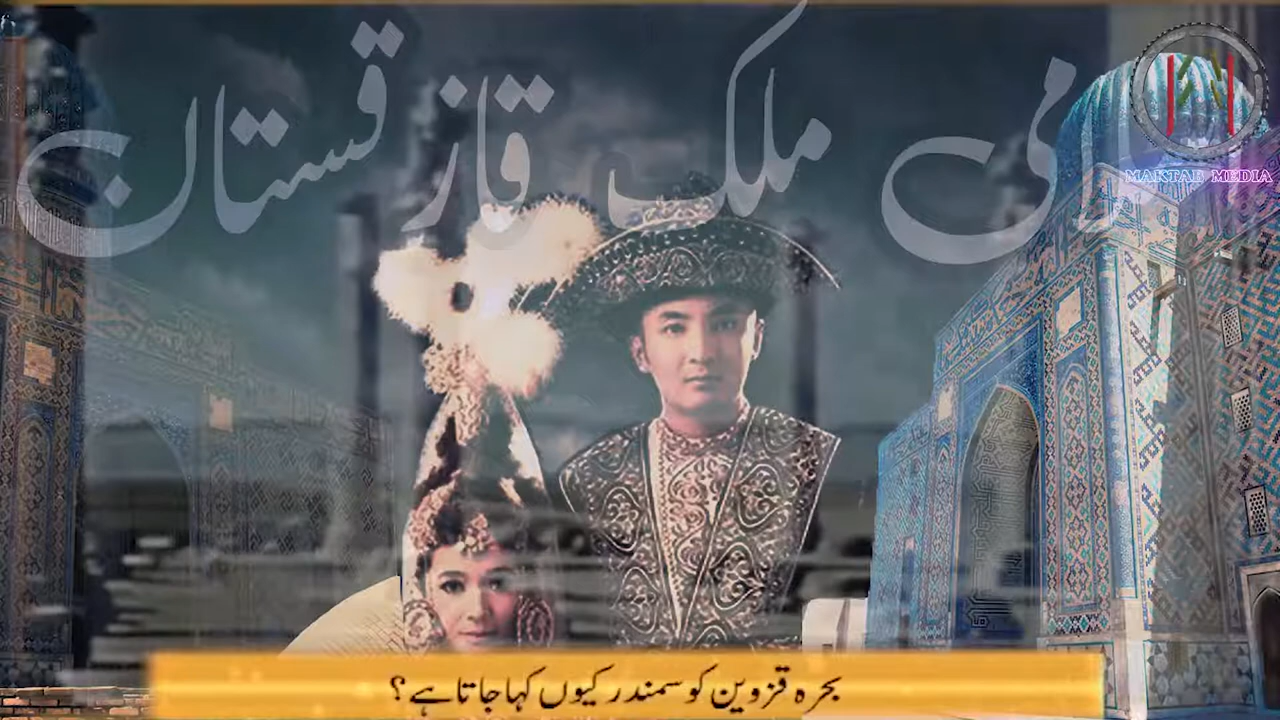 ملک قازقستان
MAKTAB MEDIA
بحرہ قزوین کو سمندر کیوں کہا جاتا ہے؟